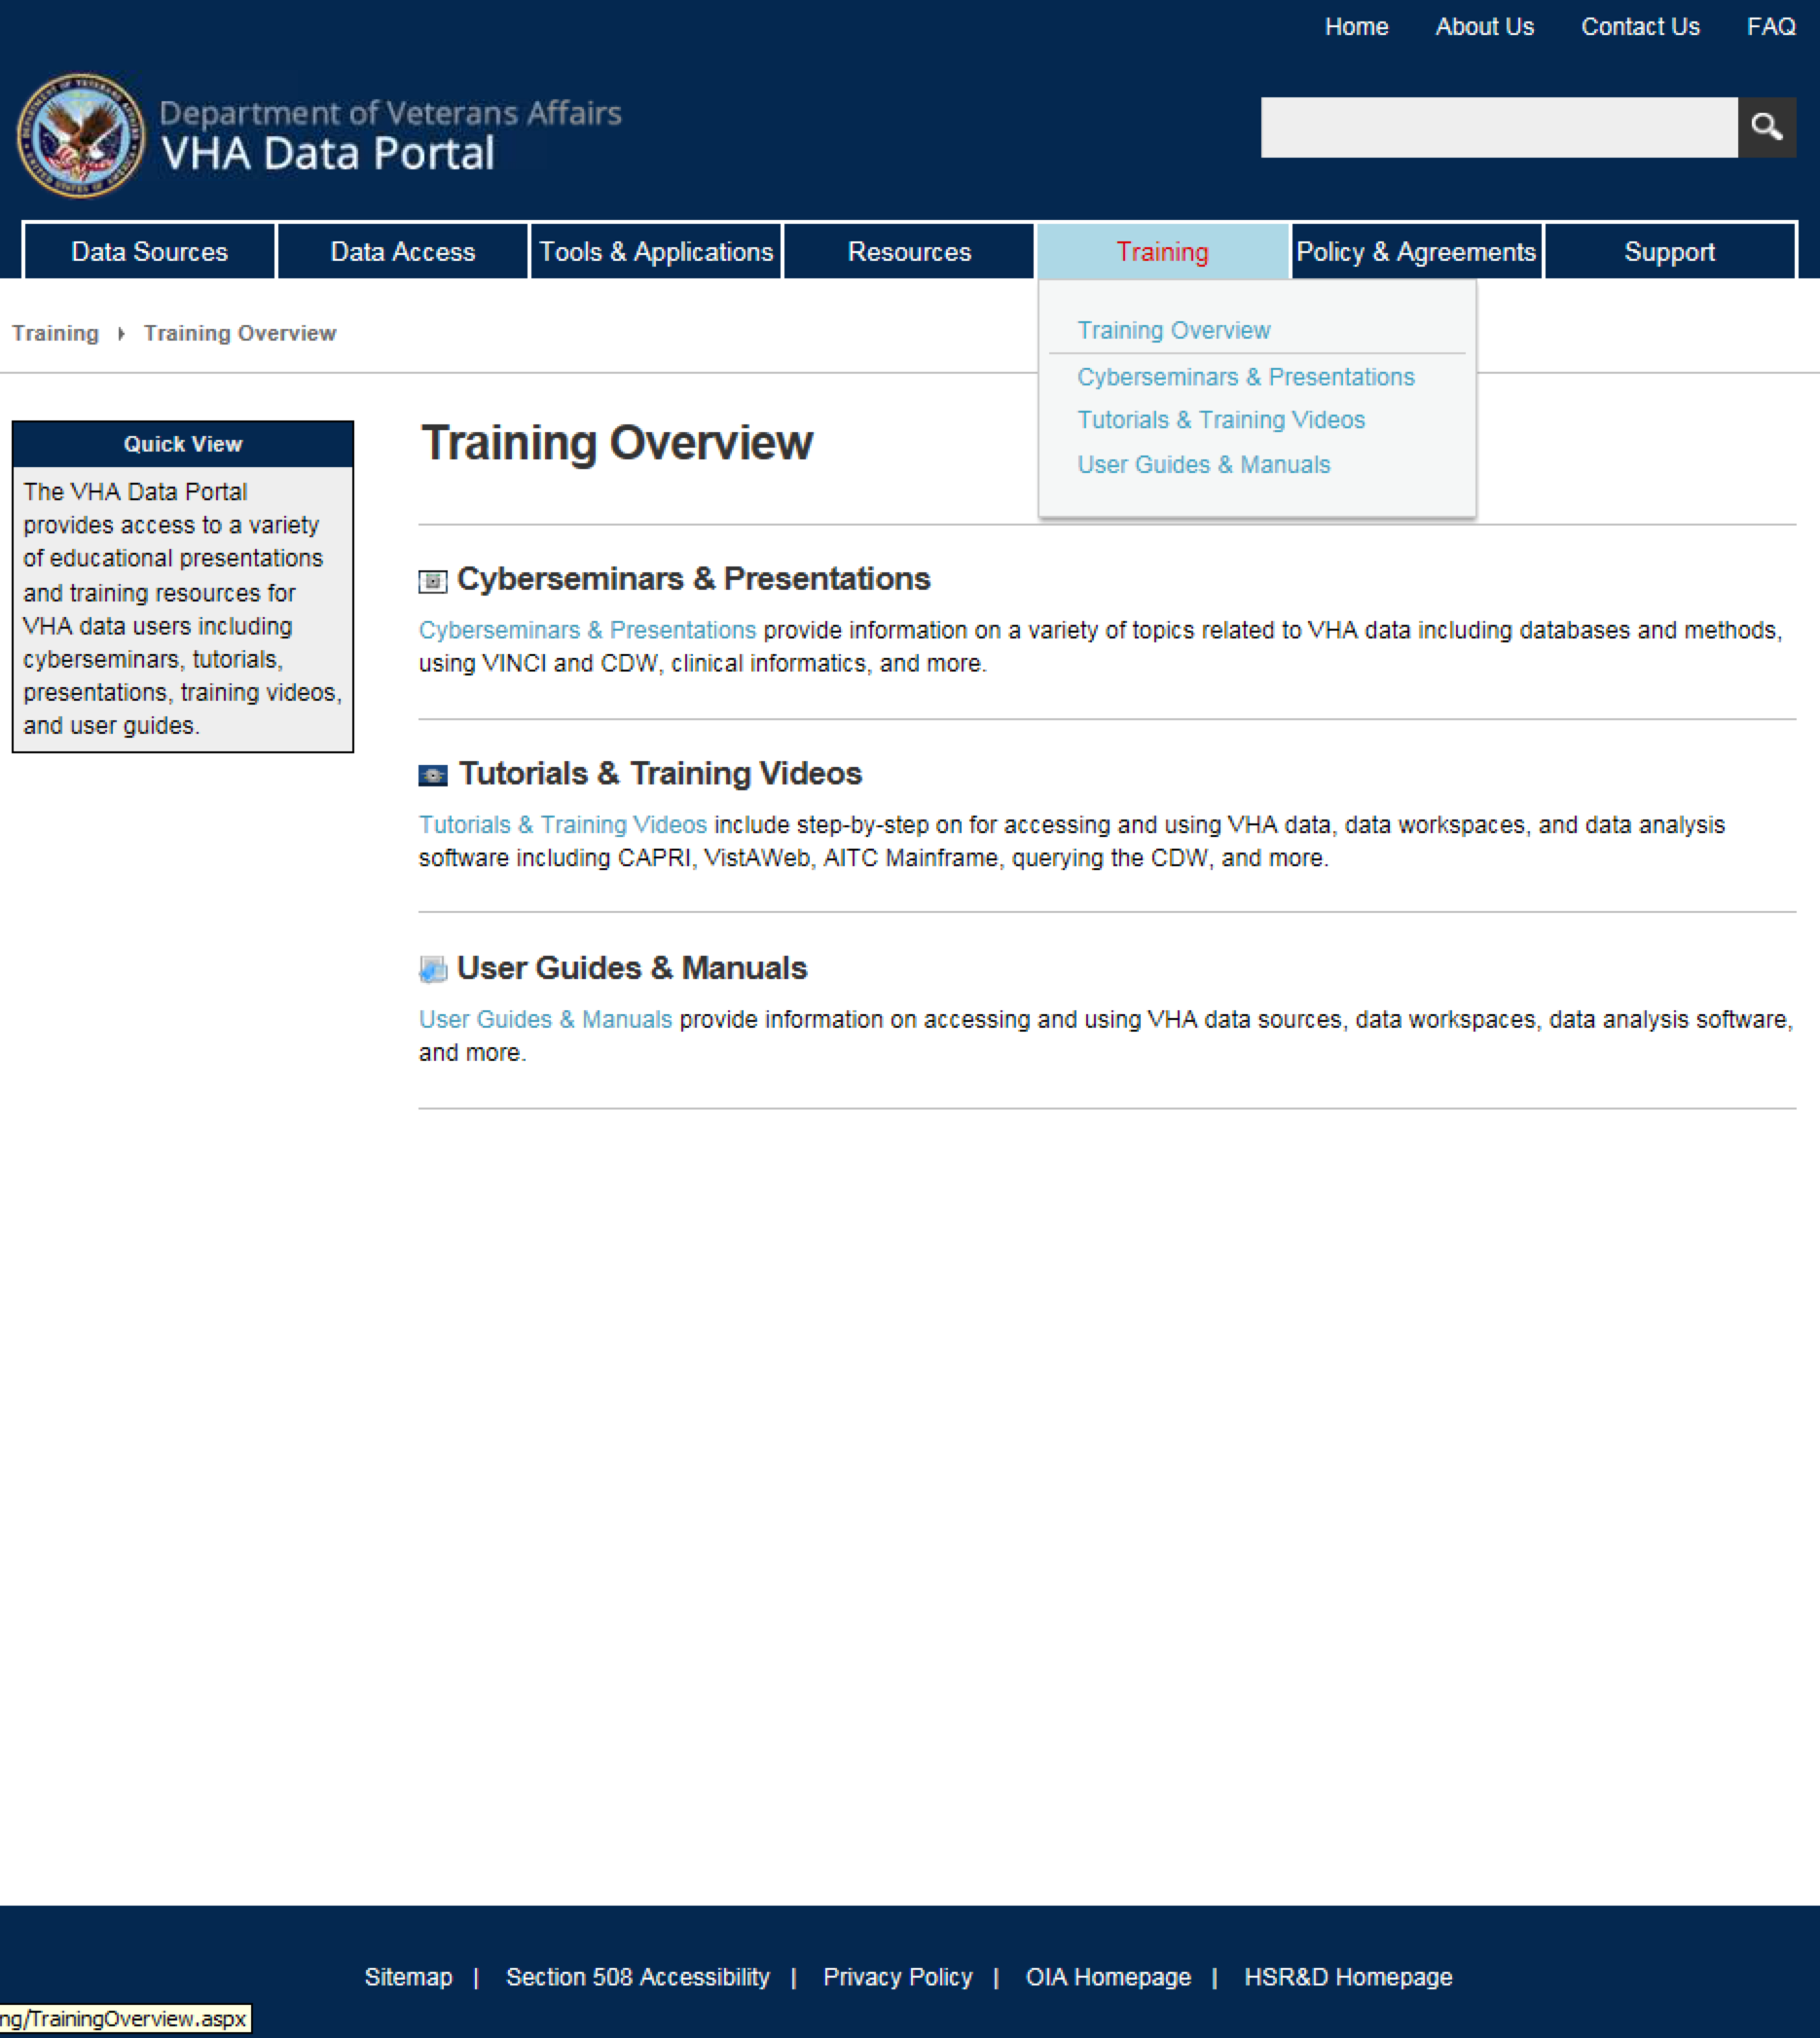 Home About Us Contact Us FAQ
Department of Veterans Affairs
VHA Data Portal
Data Sources Data Access Tools & Applications Resources Training Policy & Agreements Support
Training Training Overview
Training Overview
Cyberseminars & Presentations
Tutorials & Training Videos
User Guides & Manuals
Quick View
The VHA Data Portal
provides access to a variety
of educational presentations
and training resources for
VHA data users including
cyberseminars, tutorials,
presentations, training videos,
and user guides.
Training Overview
Cyberseminars & Presentations
Cyberseminars & Presentations provide information on a variety of topics related to VHA data including databases and methods,
using VINCI and CDW, clinical informatics, and more.
Tutorials & Training Videos
Tutorials & Training Videos include step-by-step on for accessing and using VHA data, data workspaces, and data analysis
software including CAPRI, VistAWeb, AITC Mainframe, querying the CDW, and more.
User Guides & Manuals
User Guides & Manuals provide information on accessing and using VHA data sources, data workspaces, data analysis software,
and more.
Sitemap | Section 508 Accessibility | Privacy Policy | OIA Homepage | HSR&D Homepage
ng/TrainingOverview.aspx